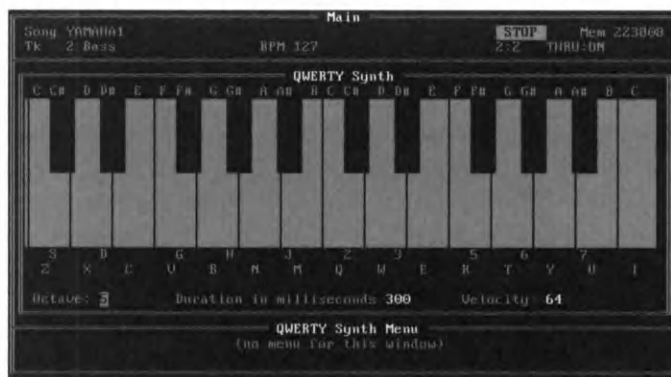 Main
Song YAMAHA1 STOP Mem
Tk 2 Bass BPM 127 2:2 THRU:ON
QWERTY Synth
C C# D D# E F F# G G# A A# B C C# D D# E F F# G G# A A# B C
S D G H J 2 3 5 6 7
Z X C V B N M Q W E R T Y U I
Octave: 5 Duration in milliseconds 300 Velocity: 64
QWERTY Synth Menu
(no menu for this window)